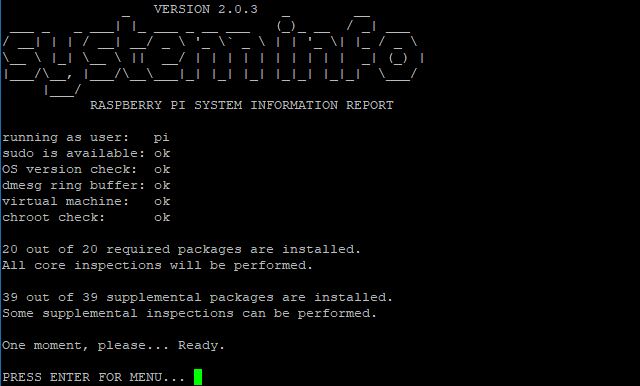 VERSION 2.0.3
systeminfo
RASPBERRY PI SYSTEM INFORMATION REPORT
running as user: pi
sudo is available: ok
OS version check: ok
dmesg ring buffer: ok
virtual machine: ok
chroot check: ok
20 out of 20 required packages are installed.
All core inspections will be performed.
39 out of 39 supplemental packages are installed.
Some supplemental inspections can be performed.
One moment, please... Ready.
PRESS ENTER FOR MENU...